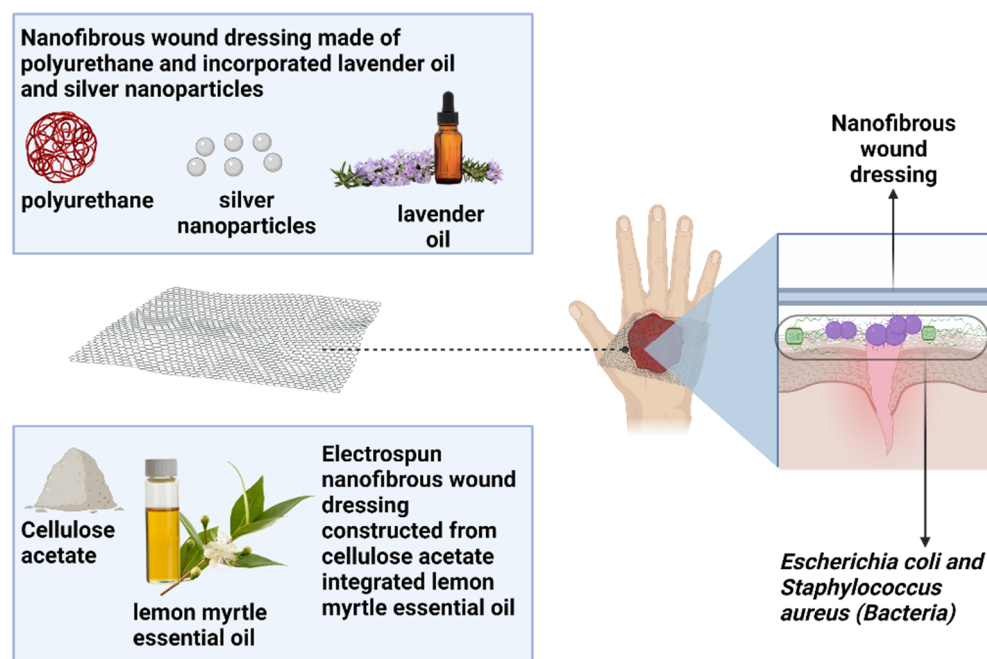 Nanofibrous wound dressing made of
polyurethane and incorporated lavender oil
and silver nanoparticles
polyurethane
silver
nanoparticles
lavender
oil
Nanofibrous
wound
dressing
Cellulose
acetate
lemon myrtle
essential oil
Electrospun
nanofibrous wound
dressing
constructed from
cellulose acetate
integrated lemon
myrtle essential oil
Escherichia coli and
Staphylococcus
aureus (Bacteria)